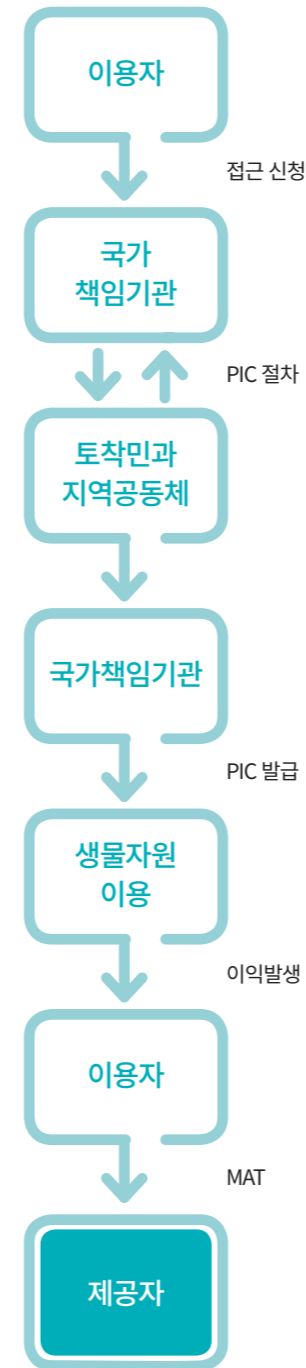 이용자
접근 신청
국가
책임기관
PIC 절차
토착민과
지역공동체
국가책임기관
PIC 발급
생물자원
이용
이익발생
이용자
MAT
제공자